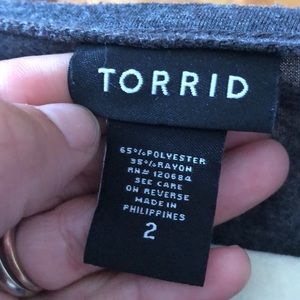 TORRID
65%POLYESTER
35%RAYON
RN# 120684
SEE CARE
ON REVERSE
MADE IN
PHILIPPINES
2